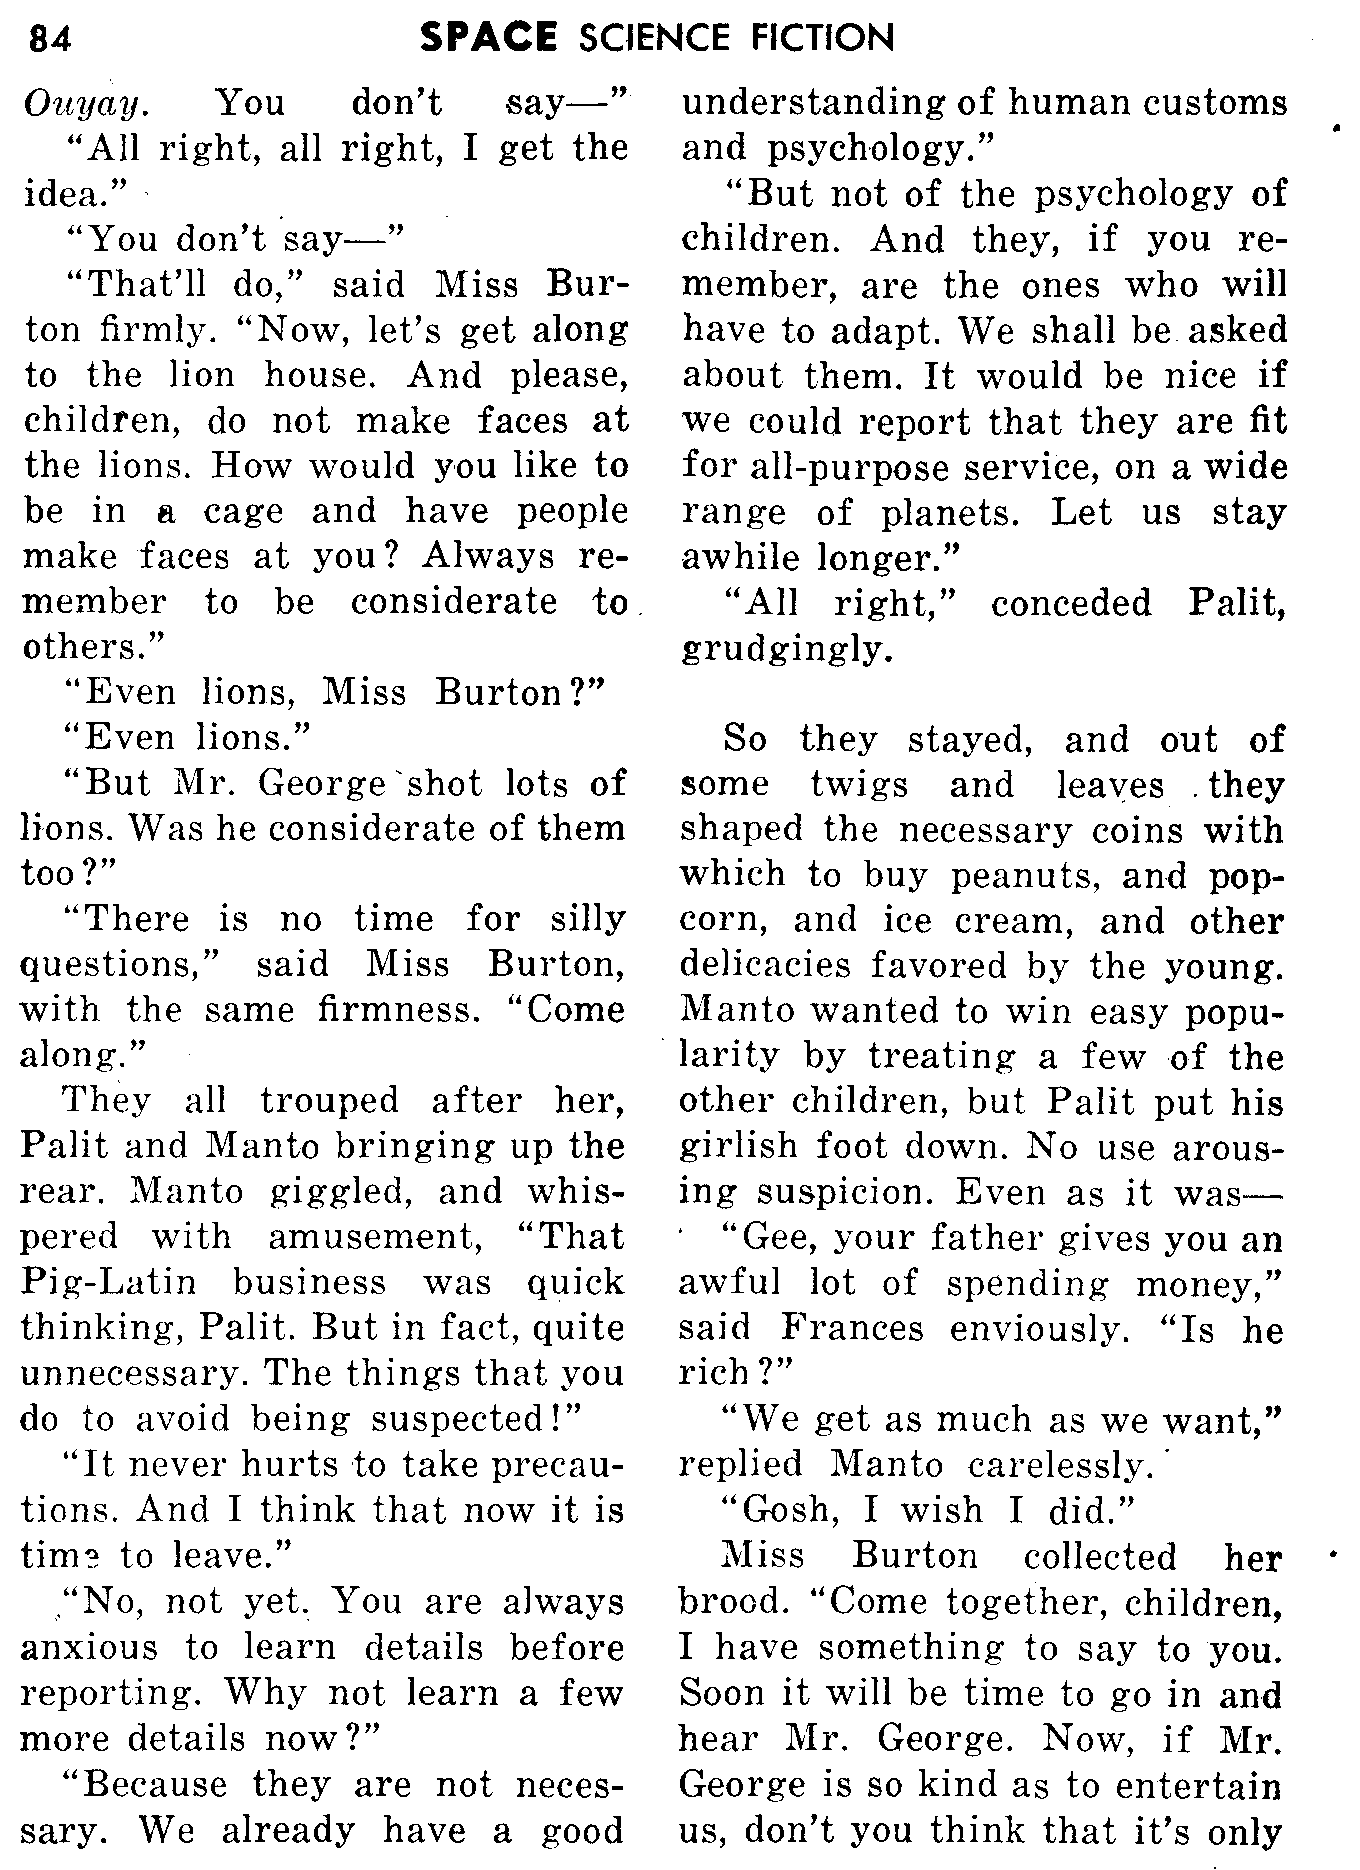 84 SPACE SCIENCE FICTION
Ouyay. You don't say—"
"All right, all right, I get the
idea."
"You don't say—"
"That'll do," said Miss Bur-
ton firmly. "Now, let's get along
to the lion house. And please,
children, do not make faces at
the lions. How would you like to
be in a cage and have people
make faces at you? Always re-
member to be considerate to
others."
"Even lions, Miss Burton?"
"Even lions."
"But Mr. George shot lots of
lions. Was he considerate of them
too?"
"There is no time for silly
questions," said Miss Burton,
with the same firmness. "Come
along."
They all trouped after her,
Palit and Manto bringing up the
rear. Manto giggled, and whis-
pered with amusement, "That
Pig-Latin business was quick
thinking, Palit. But in fact, quite
unnecessary. The things that you
do to avoid being suspected!"
"It never hurts to take precau-
tions. And I think that now it is
time to leave."
"No, not yet. You are always
anxious to learn details before
reporting. Why not learn a few
more details now?"
"Because they are not neces-
sary. We already have a good
understanding of human customs
and psychology."
"But not of the psychology of
children. And they, if you re-
member, are the ones who will
have to adapt. We shall be asked
about them. It would be nice if
we could report that they are fit
for all-purpose service, on a wide
range of planets. Let us stay
awhile longer."
"All right," conceded Palit,
grudgingly.
So they stayed, and out of
some twigs and leaves they
shaped the necessary coins with
which to buy peanuts, and pop-
corn, and ice cream, and other
delicacies favored by the young.
Manto wanted to win easy popu-
larity by treating a few of the
other children, but Palit put his
girlish foot down. No use arous-
ing suspicion. Even as it was—
"Gee, your father gives you an
awful lot of spending money,"
said Frances enviously. "Is he
rich?"
"We get as much as we want,"
replied Manto carelessly.
"Gosh, I wish I did."
Miss Burton collected her
brood. "Come together, children,
I have something to say to you.
Soon it will be time to go in and
hear Mr. George. Now, if Mr.
George is so kind as to entertain
us, don't you think that it's only